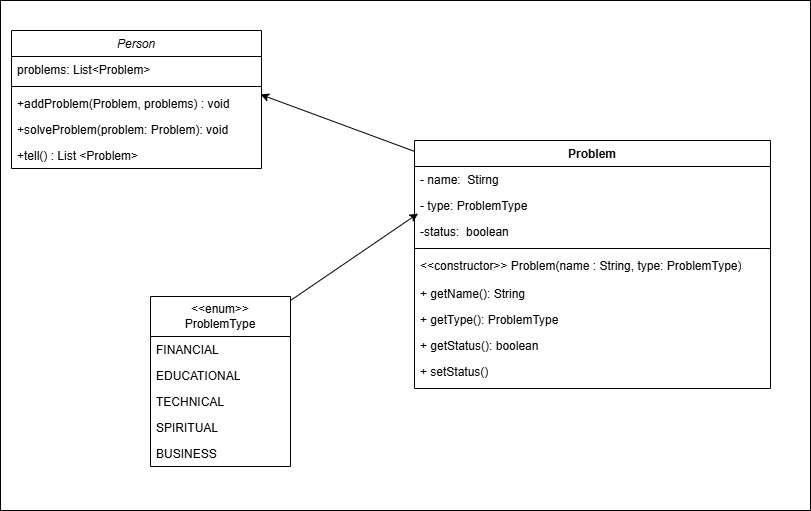 Person
problems: List<Problem>
+addProblem(Problem, problems) : void
+solveProblem(problem: Problem): void
+tell() : List <Problem>
Problem
- name:  Stirng
- type: ProblemType
-status:  boolean
<<constructor>> Problem(name : String, type: ProblemType)
+ getName(): String
+ getType(): ProblemType
+ getStatus(): boolean
+ setStatus()
<<enum>>
ProblemType
FINANCIAL
EDUCATIONAL
TECHNICAL
SPIRITUAL
BUSINESS